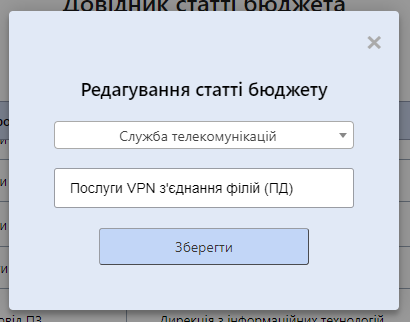 Довідник статті бюджета
×
Редагування статті бюджету
Служба телекомунікацій
Послуги VPN з'єднання філій (ПД)
Зберегти
Дирекція з інформаційних технологій